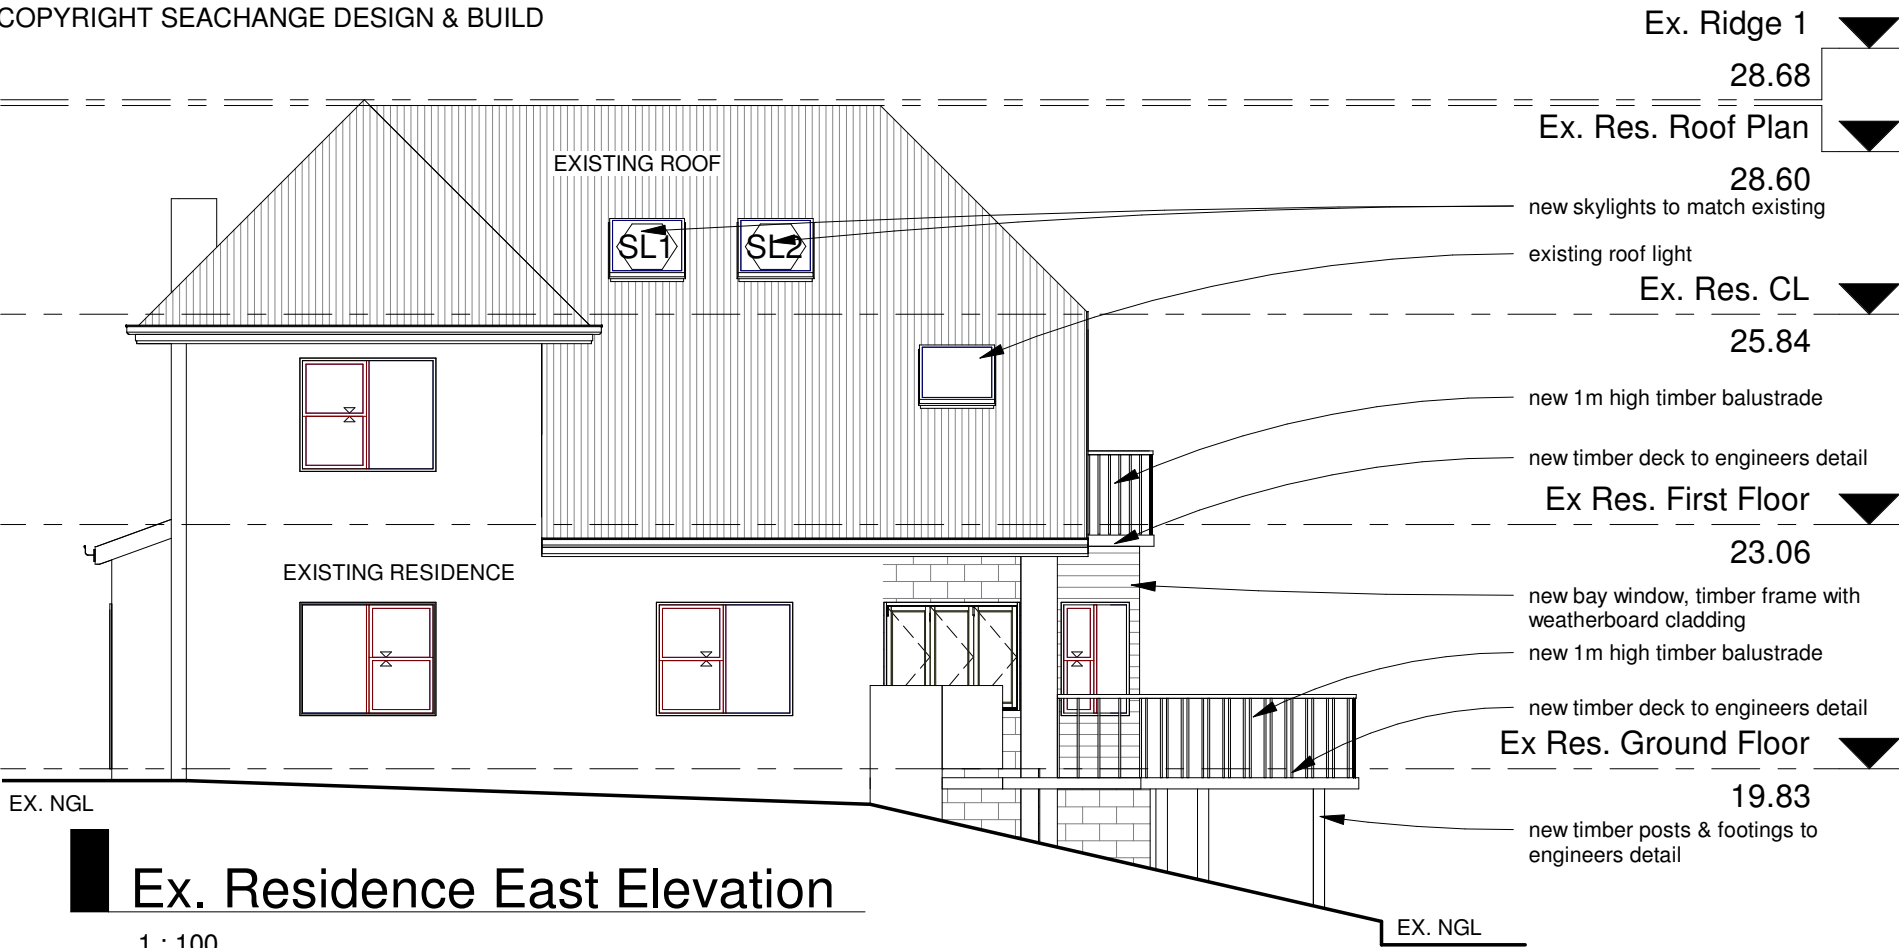 COPYRIGHT SEACHANGE DESIGN & BUILD
Ex. Ridge 1
28.68
Ex. Res. Roof Plan
28.60
EXISTING ROOF
new skylights to match existing
SL1
SL2
existing roof light
Ex. Res. CL
25.84
new 1m high timber balustrade
new timber deck to engineers detail
Ex Res. First Floor
23.06
EXISTING RESIDENCE
new bay window, timber frame with
weatherboard cladding
new 1m high timber balustrade
new timber deck to engineers detail
Ex Res. Ground Floor
19.83
EX. NGL
new timber posts & footings to
engineers detail
Ex. Residence East Elevation
EX. NGL
1 : 100